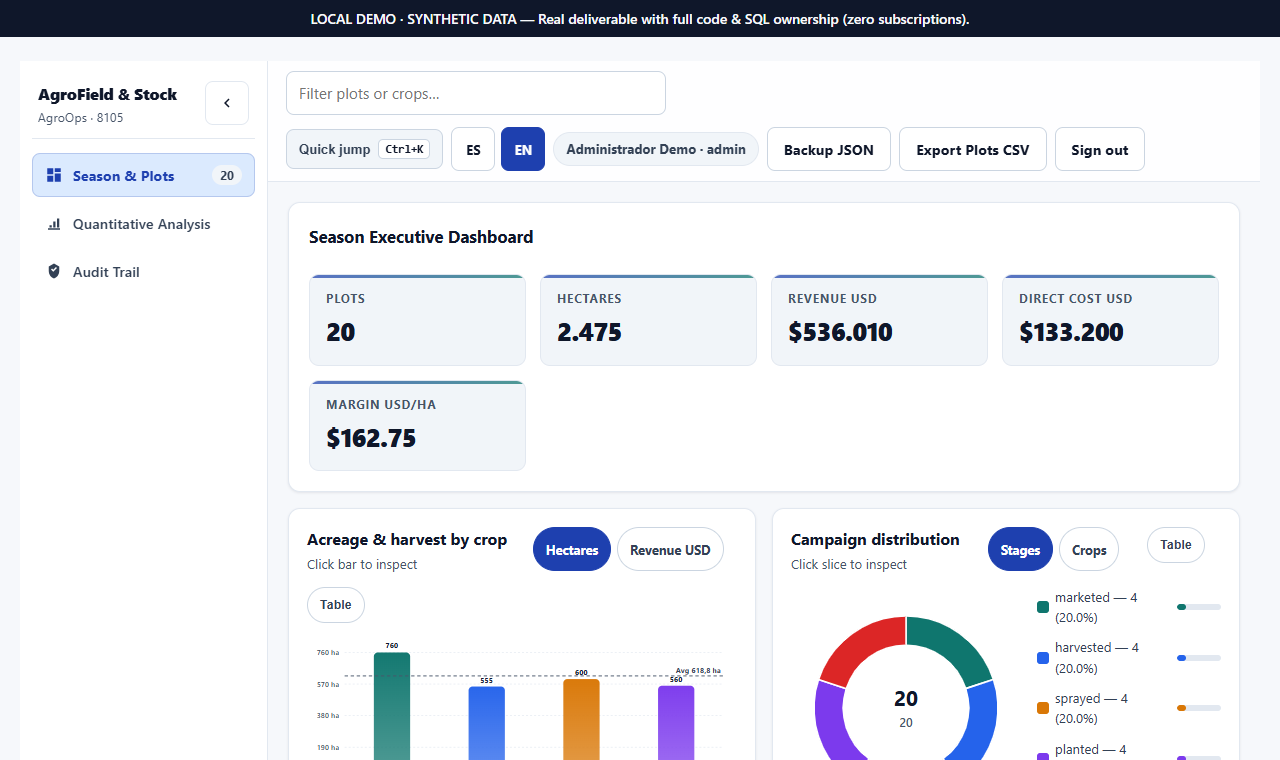 LOCAL DEMO · SYNTHETIC DATA — Real deliverable with full code & SQL ownership (zero subscriptions).
AgroField & Stock
AgroOps · 8105
Season & Plots 20
Quantitative Analysis
Audit Trail
Filter plots or crops...
Quick jump Ctrl+K ES EN Administrador Demo · admin Backup JSON Export Plots CSV Sign out
Season Executive Dashboard
PLOTS
20
HECTARES
2.475
REVENUE USD
$536.010
DIRECT COST USD
$133.200
MARGIN USD/HA
$162.75
Acreage & harvest by crop
Click bar to inspect
Hectares Revenue USD
Table
760 ha
570 ha
380 ha
190 ha
760
555
600
560
Avg 618,8 ha
Campaign distribution
Click slice to inspect
Stages Crops Table
20
20
marketed — 4
(20.0%)
harvested — 4
(20.0%)
sprayed — 4
(20.0%)
planted — 4